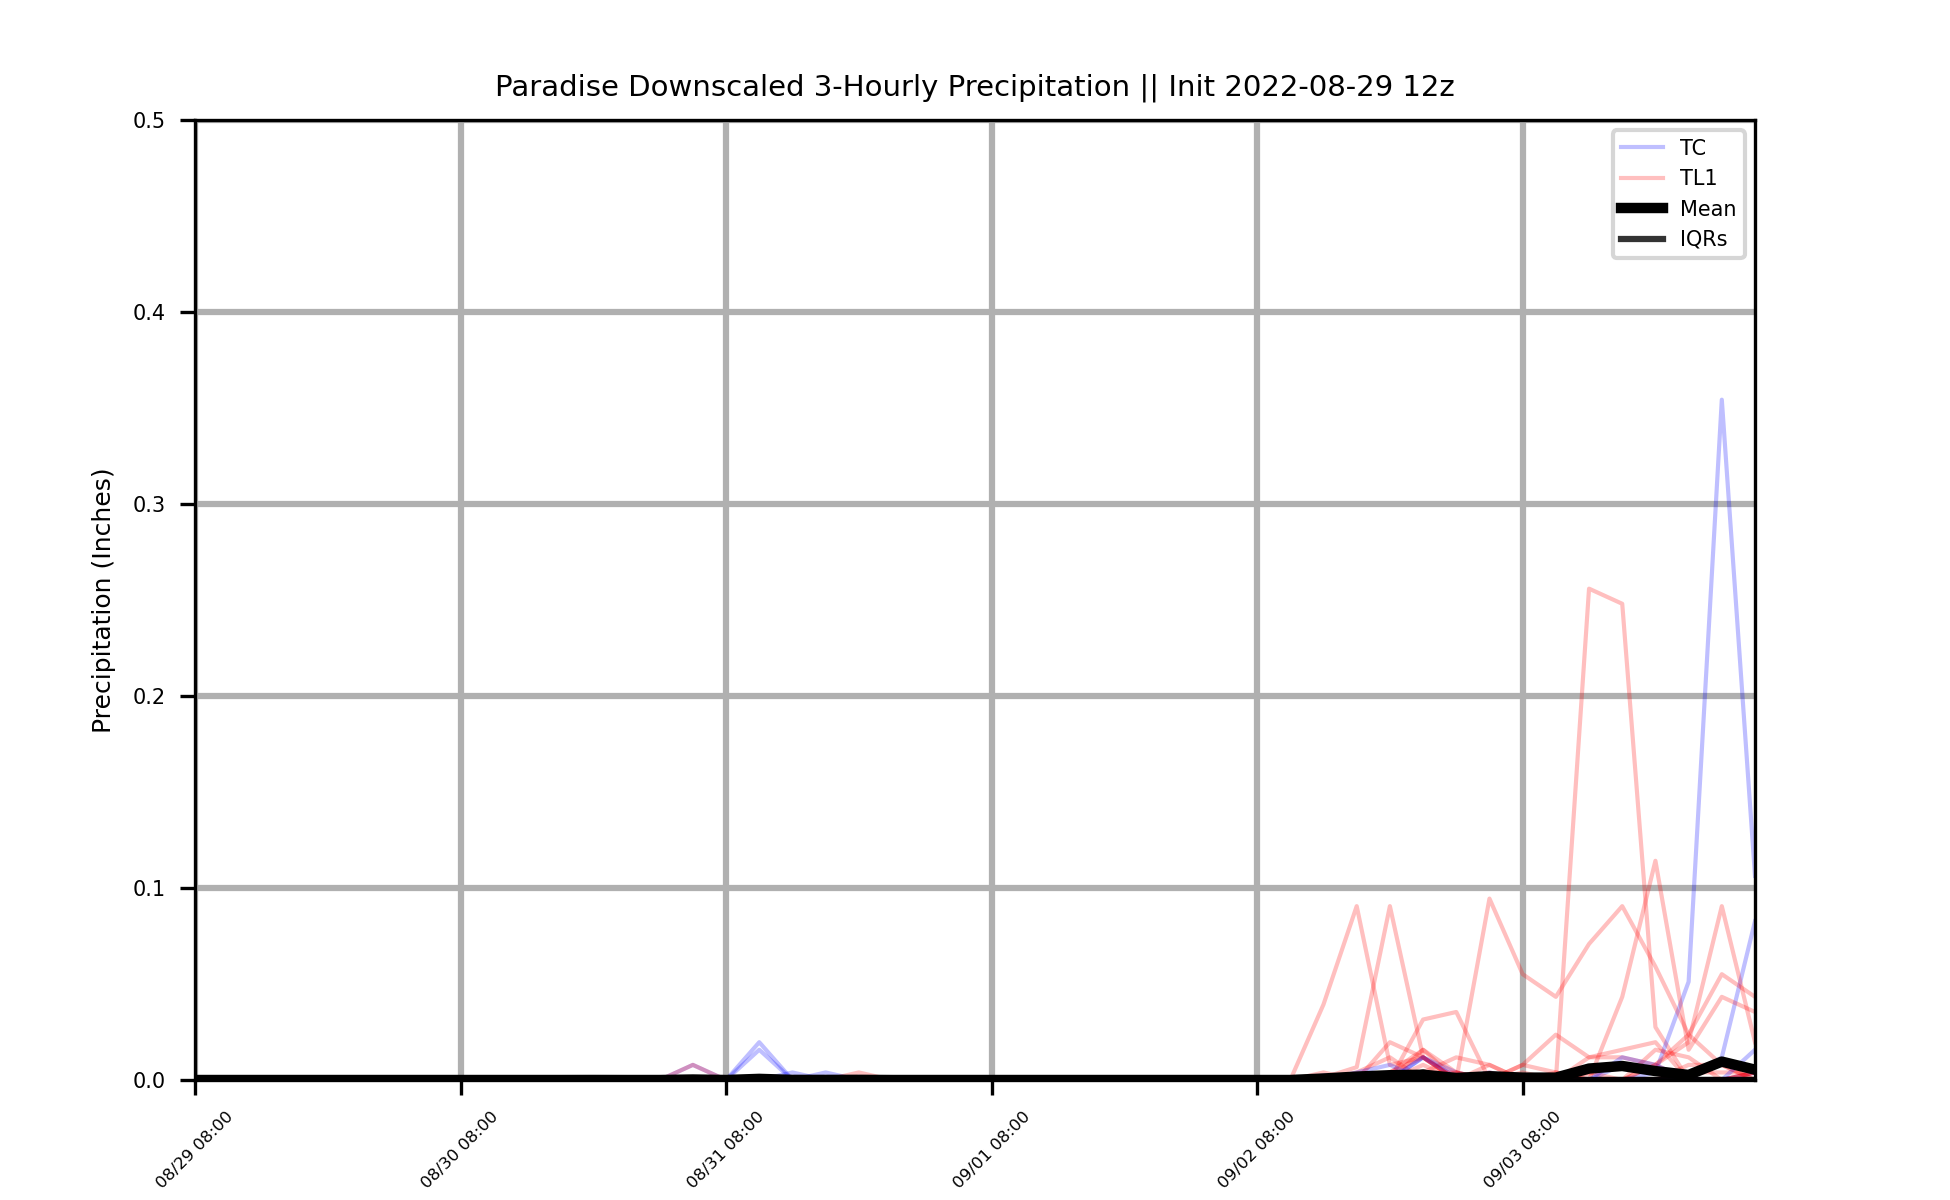 Paradise Downscaled 3-Hourly Precipitation || Init 2022-08-29 12z
0.5
0.4
0.3
0.2
0.1
0.0
Precipitation (Inches)
TC
TL1
Mean
IQRs
08/29 08:00
08/30 08:00
08/31 08:00
09/01 08:00
09/02 08:00
09/03 08:00